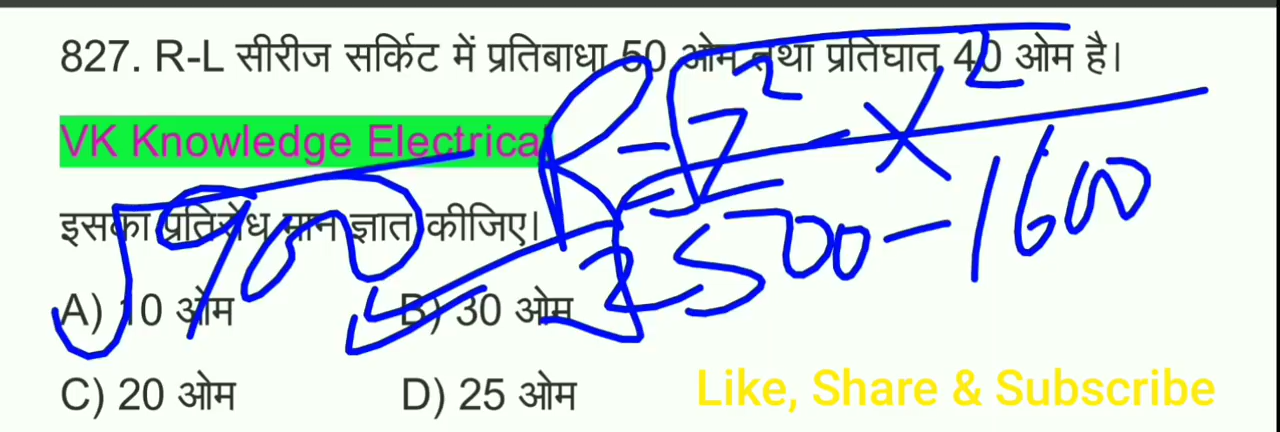 827. R-L सीरीज सर्किट में प्रतिबाधा 50 ओम तथा प्रतिघात 40 ओम है।
VK Knowledge Electrical
R = √Z² - X²
√2500 - 1600
√900
इसका प्रतिरोध मान ज्ञात कीजिए।
A) 10 ओम B) 30 ओम
C) 20 ओम D) 25 ओम
Like, Share & Subscribe